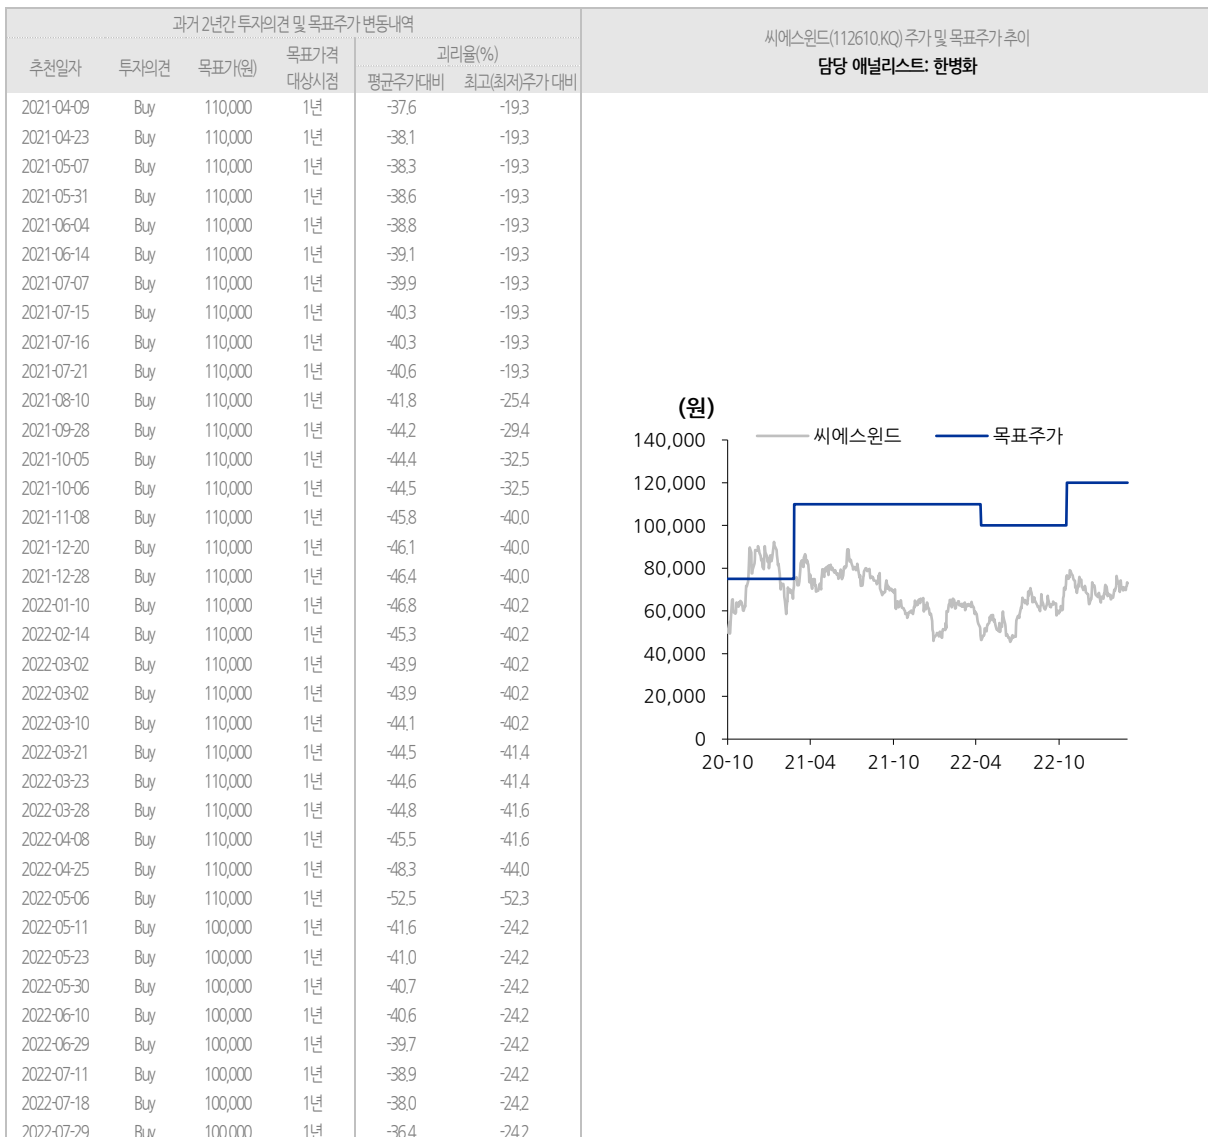 과거 2년간 투자의견 및 목표주가 변동내역
추천일자 투자의견 목표가(원) 목표가격 대상시점 괴리율(%)
평균주가대비 최고(최저)주가 대비
2021-04-09 Buy 110,000 1년 -37.6 -19.3
2021-04-23 Buy 110,000 1년 -38.1 -19.3
2021-05-07 Buy 110,000 1년 -38.3 -19.3
2021-05-31 Buy 110,000 1년 -38.6 -19.3
2021-06-04 Buy 110,000 1년 -38.8 -19.3
2021-06-14 Buy 110,000 1년 -39.1 -19.3
2021-07-07 Buy 110,000 1년 -39.9 -19.3
2021-07-15 Buy 110,000 1년 -40.3 -19.3
2021-07-16 Buy 110,000 1년 -40.3 -19.3
2021-07-21 Buy 110,000 1년 -40.6 -19.3
2021-08-10 Buy 110,000 1년 -41.8 -25.4
2021-09-28 Buy 110,000 1년 -44.2 -29.4
2021-10-05 Buy 110,000 1년 -44.4 -32.5
2021-10-06 Buy 110,000 1년 -44.5 -32.5
2021-11-08 Buy 110,000 1년 -45.8 -40.0
2021-12-20 Buy 110,000 1년 -46.1 -40.0
2021-12-28 Buy 110,000 1년 -46.4 -40.0
2022-01-10 Buy 110,000 1년 -46.8 -40.2
2022-02-14 Buy 110,000 1년 -45.3 -40.2
2022-03-02 Buy 110,000 1년 -43.9 -40.2
2022-03-02 Buy 110,000 1년 -43.9 -40.2
2022-03-10 Buy 110,000 1년 -44.1 -40.2
2022-03-21 Buy 110,000 1년 -44.5 -41.4
2022-03-23 Buy 110,000 1년 -44.6 -41.4
2022-03-28 Buy 110,000 1년 -44.8 -41.6
2022-04-08 Buy 110,000 1년 -45.5 -41.6
2022-04-25 Buy 110,000 1년 -48.3 -44.0
2022-05-06 Buy 110,000 1년 -52.5 -52.3
2022-05-11 Buy 100,000 1년 -41.6 -24.2
2022-05-23 Buy 100,000 1년 -41.0 -24.2
2022-05-30 Buy 100,000 1년 -40.7 -24.2
2022-06-10 Buy 100,000 1년 -40.6 -24.2
2022-06-29 Buy 100,000 1년 -39.7 -24.2
2022-07-11 Buy 100,000 1년 -38.9 -24.2
2022-07-18 Buy 100,000 1년 -38.0 -24.2
2022-07-29 Buy 100,000 1년 -36.4 -24.2
씨에스윈드(112610.KQ) 주가 및 목표주가 추이
담당 애널리스트: 한병화
(원)
씨에스윈드 목표주가
140,000
120,000
100,000
80,000
60,000
40,000
20,000
0
20-10 21-04 21-10 22-04 22-10